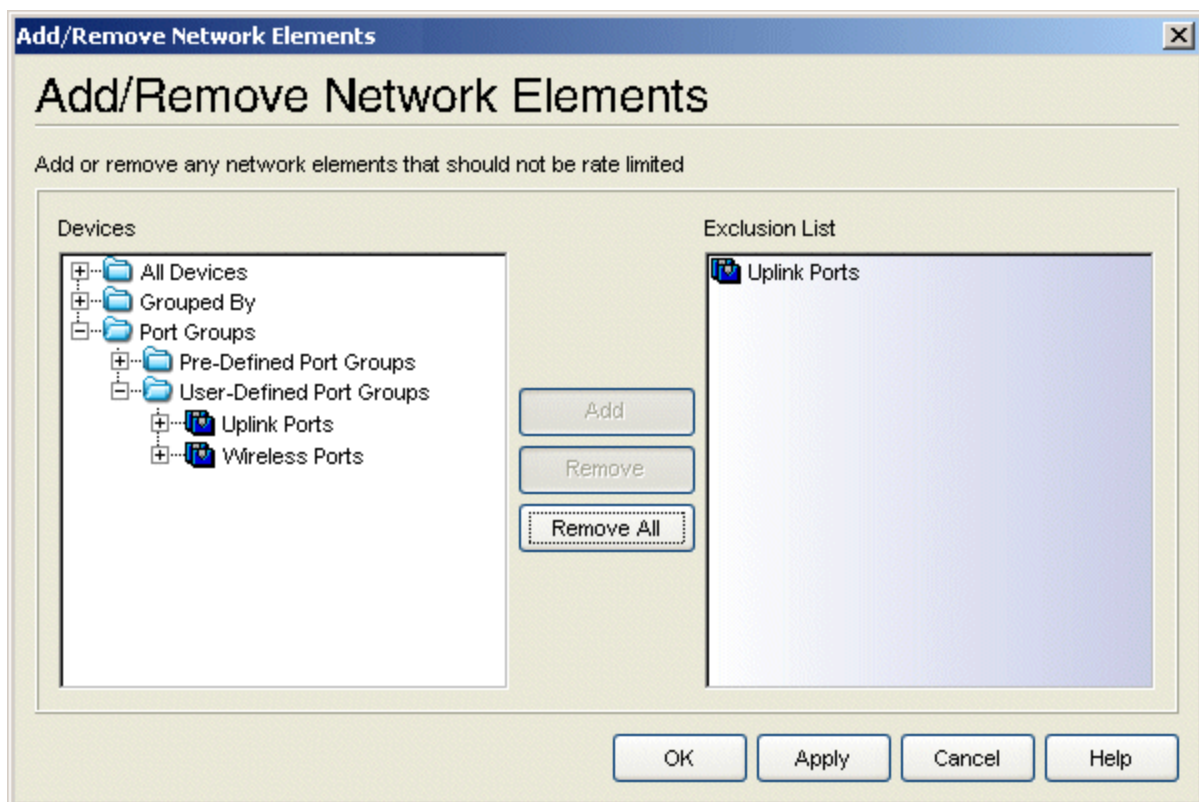 Add/Remove Network Elements
Add/Remove Network Elements
Add or remove any network elements that should not be rate limited
Devices
All Devices
Grouped By
Port Groups
Pre-Defined Port Groups
User-Defined Port Groups
Uplink Ports
Wireless Ports
Add
Remove
Remove All
Exclusion List
Uplink Ports
OK
Apply
Cancel
Help